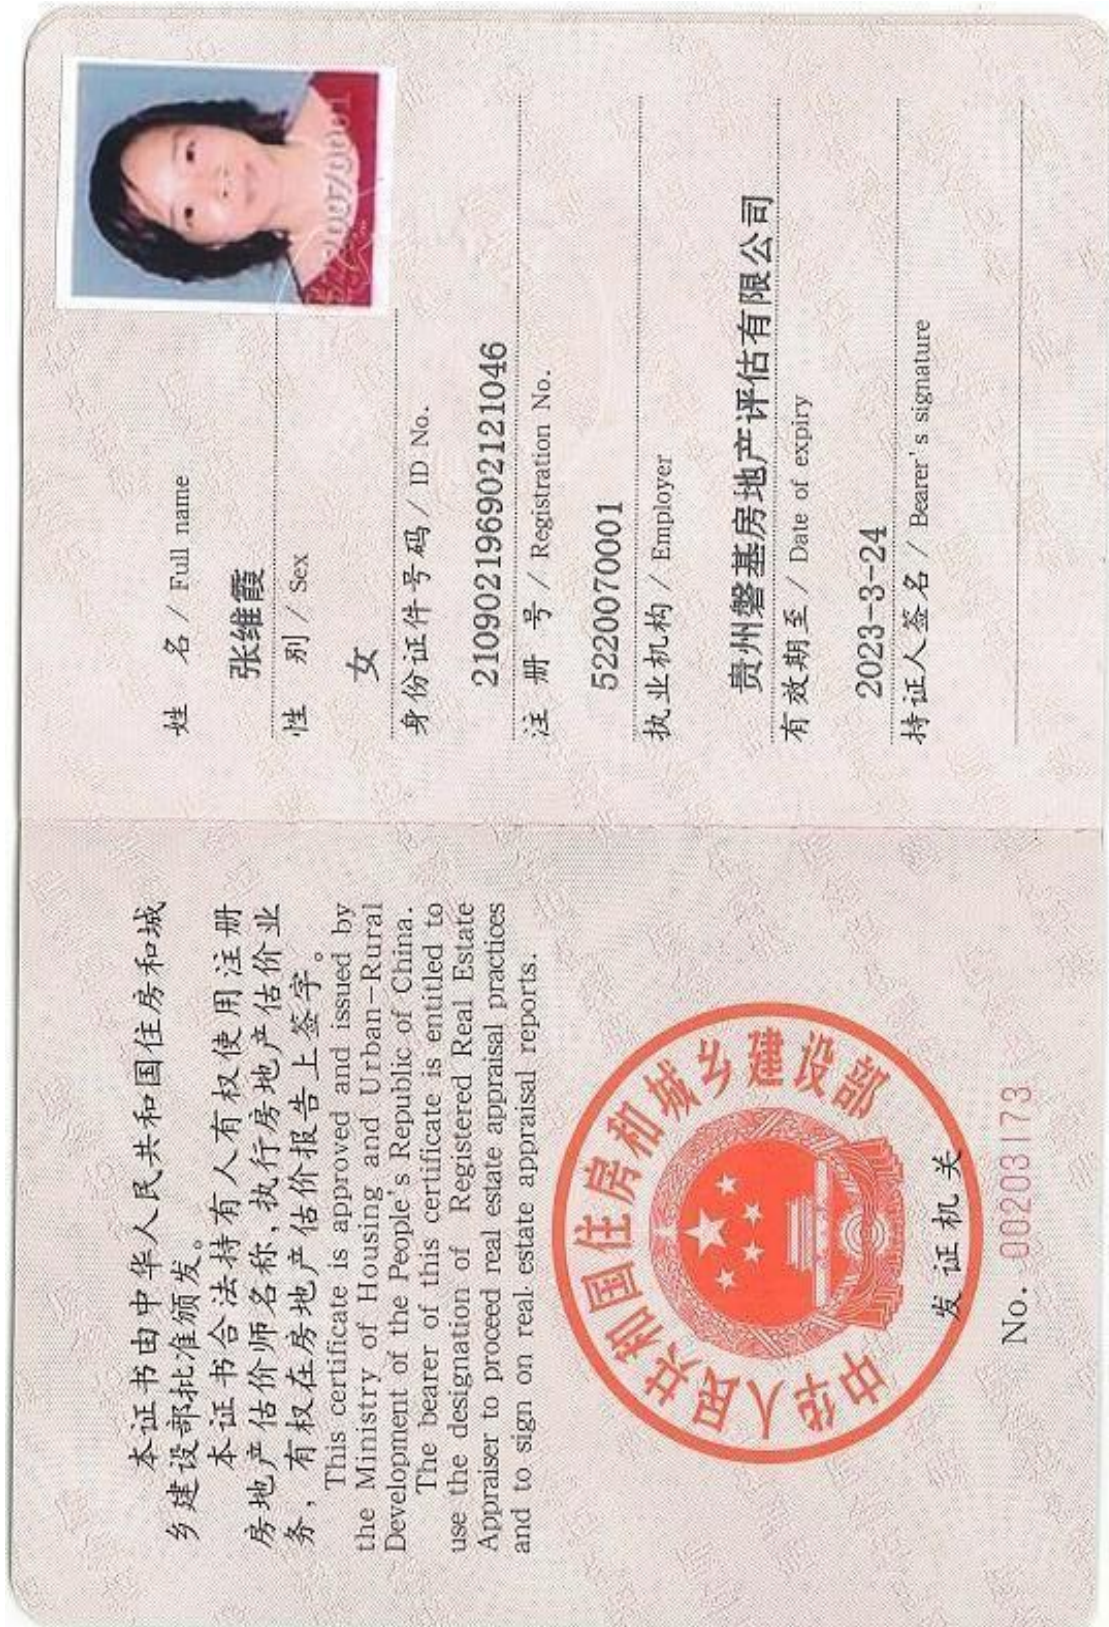 本证书由中华人民共和国住房和城
乡建设部批准颁发。
本证书合法持有人有权使用注册
房地产估价师名称，执行房地产估价业
务，有权在房地产估价报告上签字。
This certificate is approved and issued by
the Ministry of Housing and Urban-Rural
Development of the People's Republic of China.
The bearer of this certificate is entitled to
use the designation of Registered Real Estate
Appraiser to proceed real estate appraisal practices
and to sign on real estate appraisal reports.
中华人民共和国住房和城乡建设部
发证机关
No. 00203173
姓 名 / Full name
张维霞
性 别 / Sex
女
身份证件号码 / ID No.
210902196902121046
注 册 号 / Registration No.
5220070001
执业机构 / Employer
贵州磐基房地产评估有限公司
有效期至 / Date of expiry
2023-3-24
持证人签名 / Bearer's signature